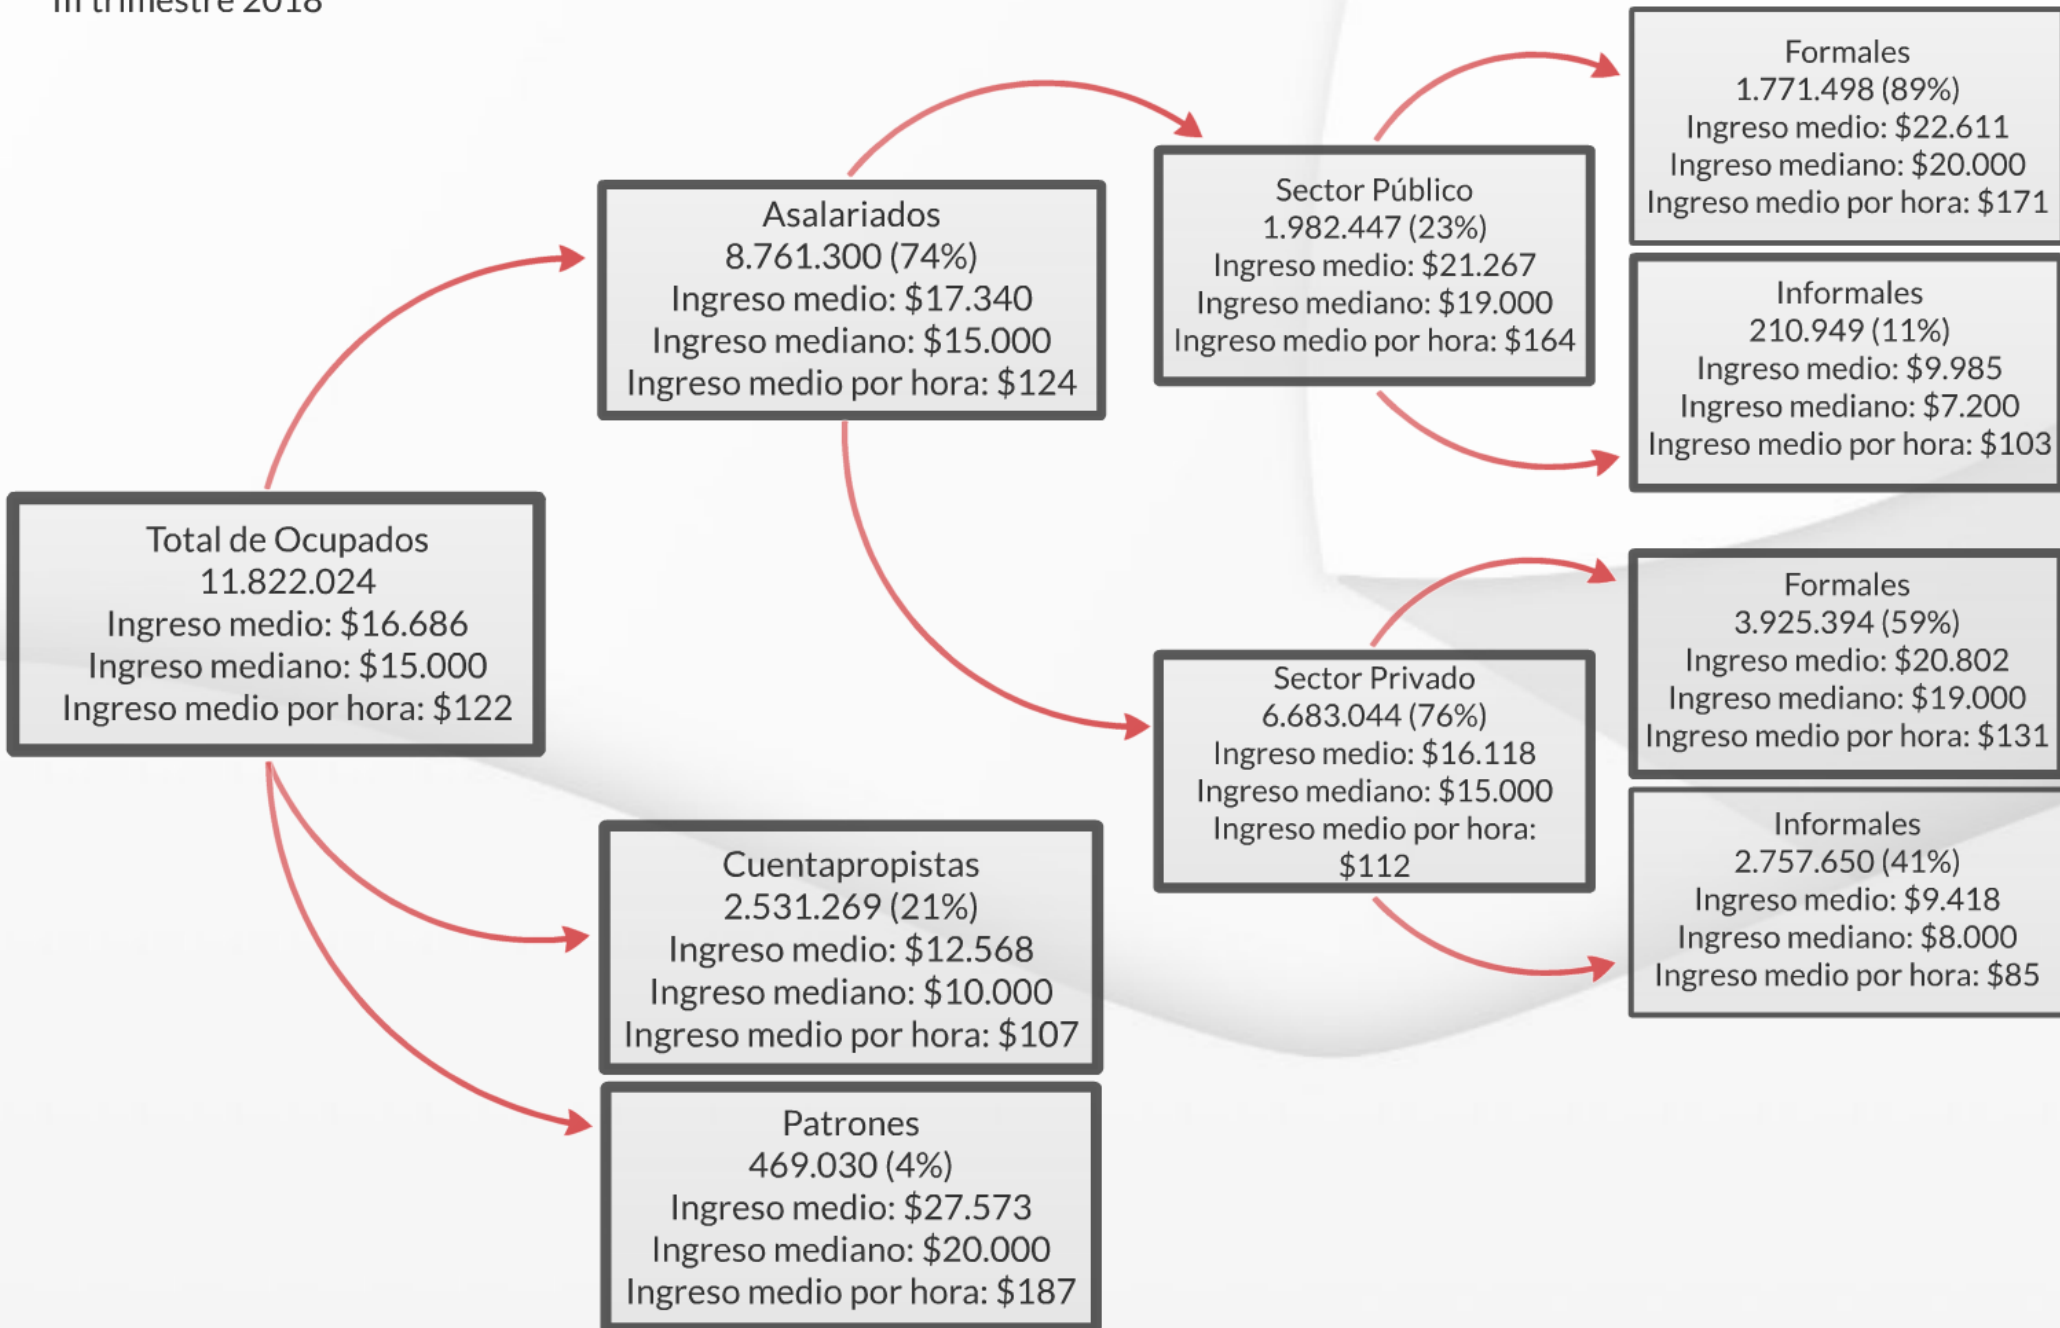 III trimestre 2018
Total de Ocupados
11.822.024
Ingreso medio: $16.686
Ingreso mediano: $15.000
Ingreso medio por hora: $122
Asalariados
8.761.300 (74%)
Ingreso medio: $17.340
Ingreso mediano: $15.000
Ingreso medio por hora: $124
Cuentapropistas
2.531.269 (21%)
Ingreso medio: $12.568
Ingreso mediano: $10.000
Ingreso medio por hora: $107
Patrones
469.030 (4%)
Ingreso medio: $27.573
Ingreso mediano: $20.000
Ingreso medio por hora: $187
Sector Público
1.982.447 (23%)
Ingreso medio: $21.267
Ingreso mediano: $19.000
Ingreso medio por hora: $164
Sector Privado
6.683.044 (76%)
Ingreso medio: $16.118
Ingreso mediano: $15.000
Ingreso medio por hora:
$112
Formales
1.771.498 (89%)
Ingreso medio: $22.611
Ingreso mediano: $20.000
Ingreso medio por hora: $171
Informales
210.949 (11%)
Ingreso medio: $9.985
Ingreso mediano: $7.200
Ingreso medio por hora: $103
Formales
3.925.394 (59%)
Ingreso medio: $20.802
Ingreso mediano: $19.000
Ingreso medio por hora: $131
Informales
2.757.650 (41%)
Ingreso medio: $9.418
Ingreso mediano: $8.000
Ingreso medio por hora: $85